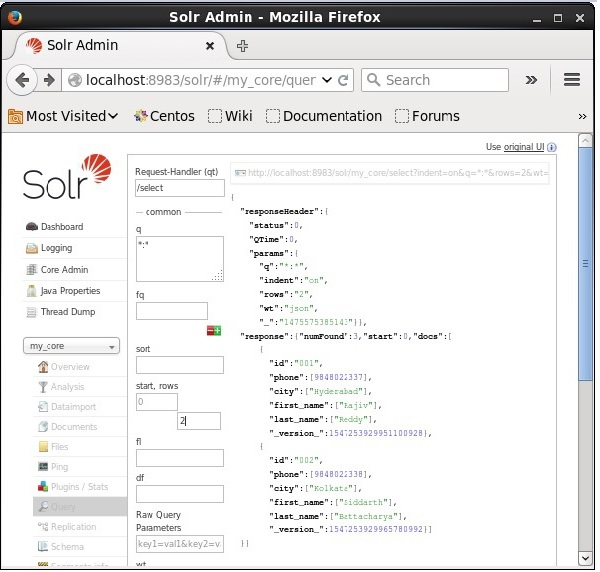 Solr Admin - Mozilla Firefox
Solr Admin
localhost:8983/solr/#/my_core/quer
Search
Most Visited
Centos
Wiki
Documentation
Forums
Use original UI
Solr
Dashboard
Logging
Core Admin
Java Properties
Thread Dump
my_core
Overview
Analysis
Dataimport
Documents
Files
Ping
Plugins / Stats
Query
Replication
Schema
Segments info
Request-Handler (qt)
/select
common
q
*:*
fq
sort
start, rows
0
2
fl
df
Raw Query
Parameters
key1=val1&key2=v
wt
http://localhost:8983/solr/my_core/select?indent=on&q=*:*&rows=2&wt=
{
"responseHeader":{
"status":0,
"QTime":0,
"params":{
"q":"*:*",
"indent":"on",
"rows":"2",
"wt":"json",
"_":"1475575385143"}},
"response":{"numFound":3,"start":0,"docs":[
{
"id":"001",
"phone":[9848022337],
"city":["Hyderabad"],
"first_name":["Rajiv"],
"last_name":["Reddy"],
"_version_":1547253929951100928},
{
"id":"002",
"phone":[9848022338],
"city":["Kolkata"],
"first_name":["Siddarth"],
"last_name":["Battacharya"],
"_version_":1547253929965780992}]
}]